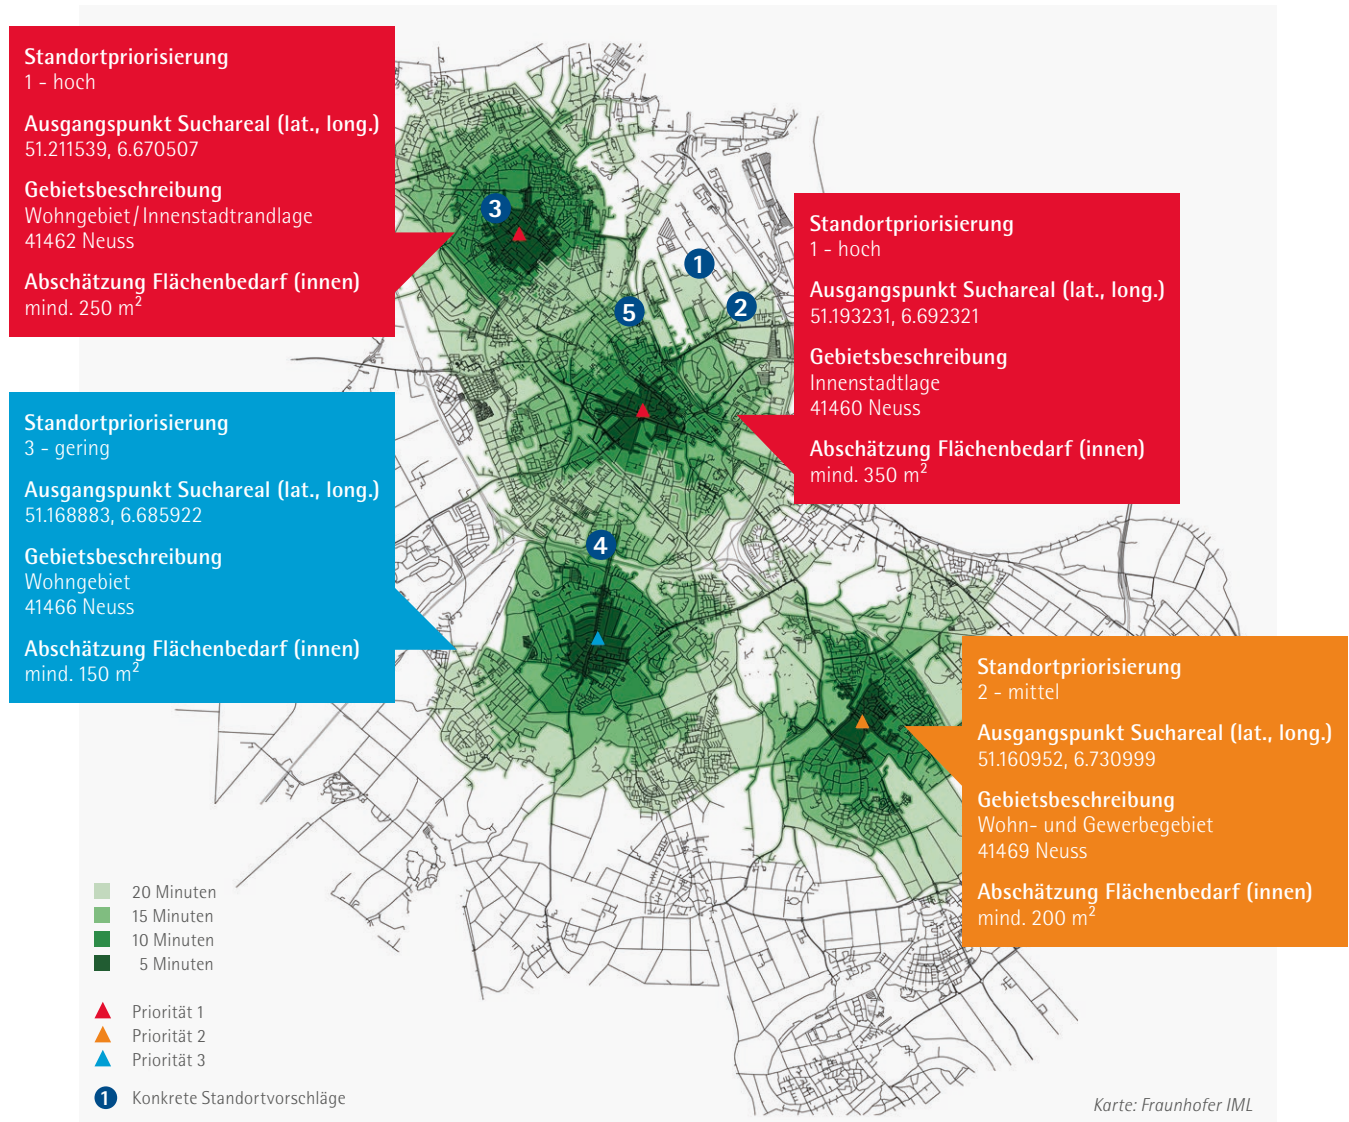 Standortpriorisierung
1 - hoch
Ausgangspunkt Suchareal (lat., long.)
51.211539, 6.670507
Gebietsbeschreibung
Wohngebiet/Innenstadtrandlage
41462 Neuss
Abschätzung Flächenbedarf (innen)
mind. 250 m²
Standortpriorisierung
1 - hoch
Ausgangspunkt Suchareal (lat., long.)
51.193231, 6.692321
Gebietsbeschreibung
Innenstadtlage
41460 Neuss
Abschätzung Flächenbedarf (innen)
mind. 350 m²
Standortpriorisierung
3 - gering
Ausgangspunkt Suchareal (lat., long.)
51.168883, 6.685922
Gebietsbeschreibung
Wohngebiet
41466 Neuss
Abschätzung Flächenbedarf (innen)
mind. 150 m²
Standortpriorisierung
2 - mittel
Ausgangspunkt Suchareal (lat., long.)
51.160952, 6.730999
Gebietsbeschreibung
Wohn- und Gewerbegebiet
41469 Neuss
Abschätzung Flächenbedarf (innen)
mind. 200 m²
3
1
2
5
4
20 Minuten
15 Minuten
10 Minuten
5 Minuten
Priorität 1
Priorität 2
Priorität 3
1 Konkrete Standortvorschläge
Karte: Fraunhofer IML